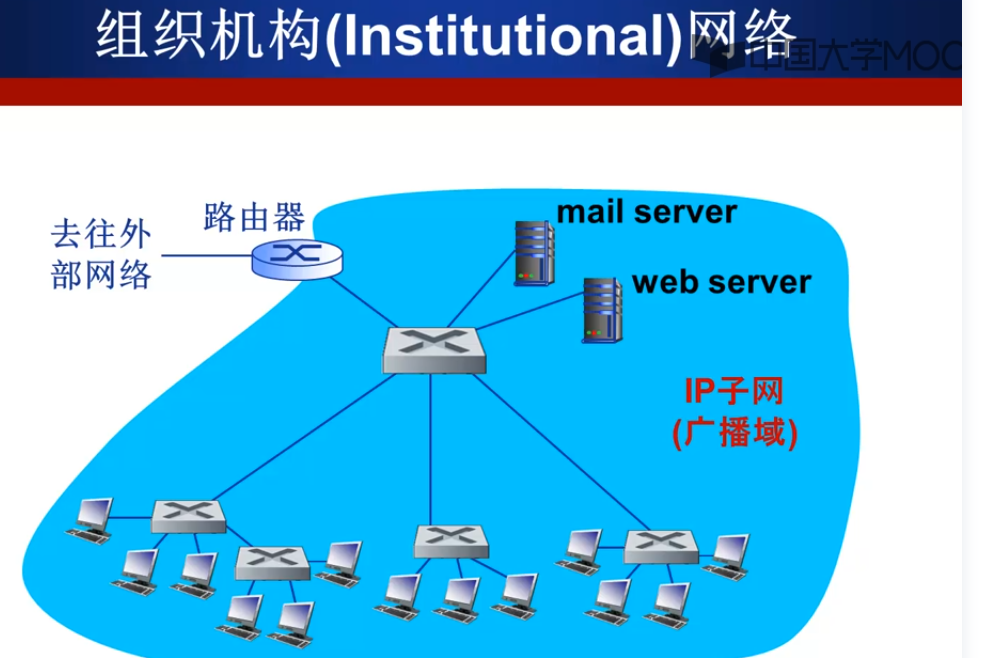 组织机构(Institutional)网络
中国大学MOO
去往外
部网络
路由器
mail server
web server
IP子网
(广播域)